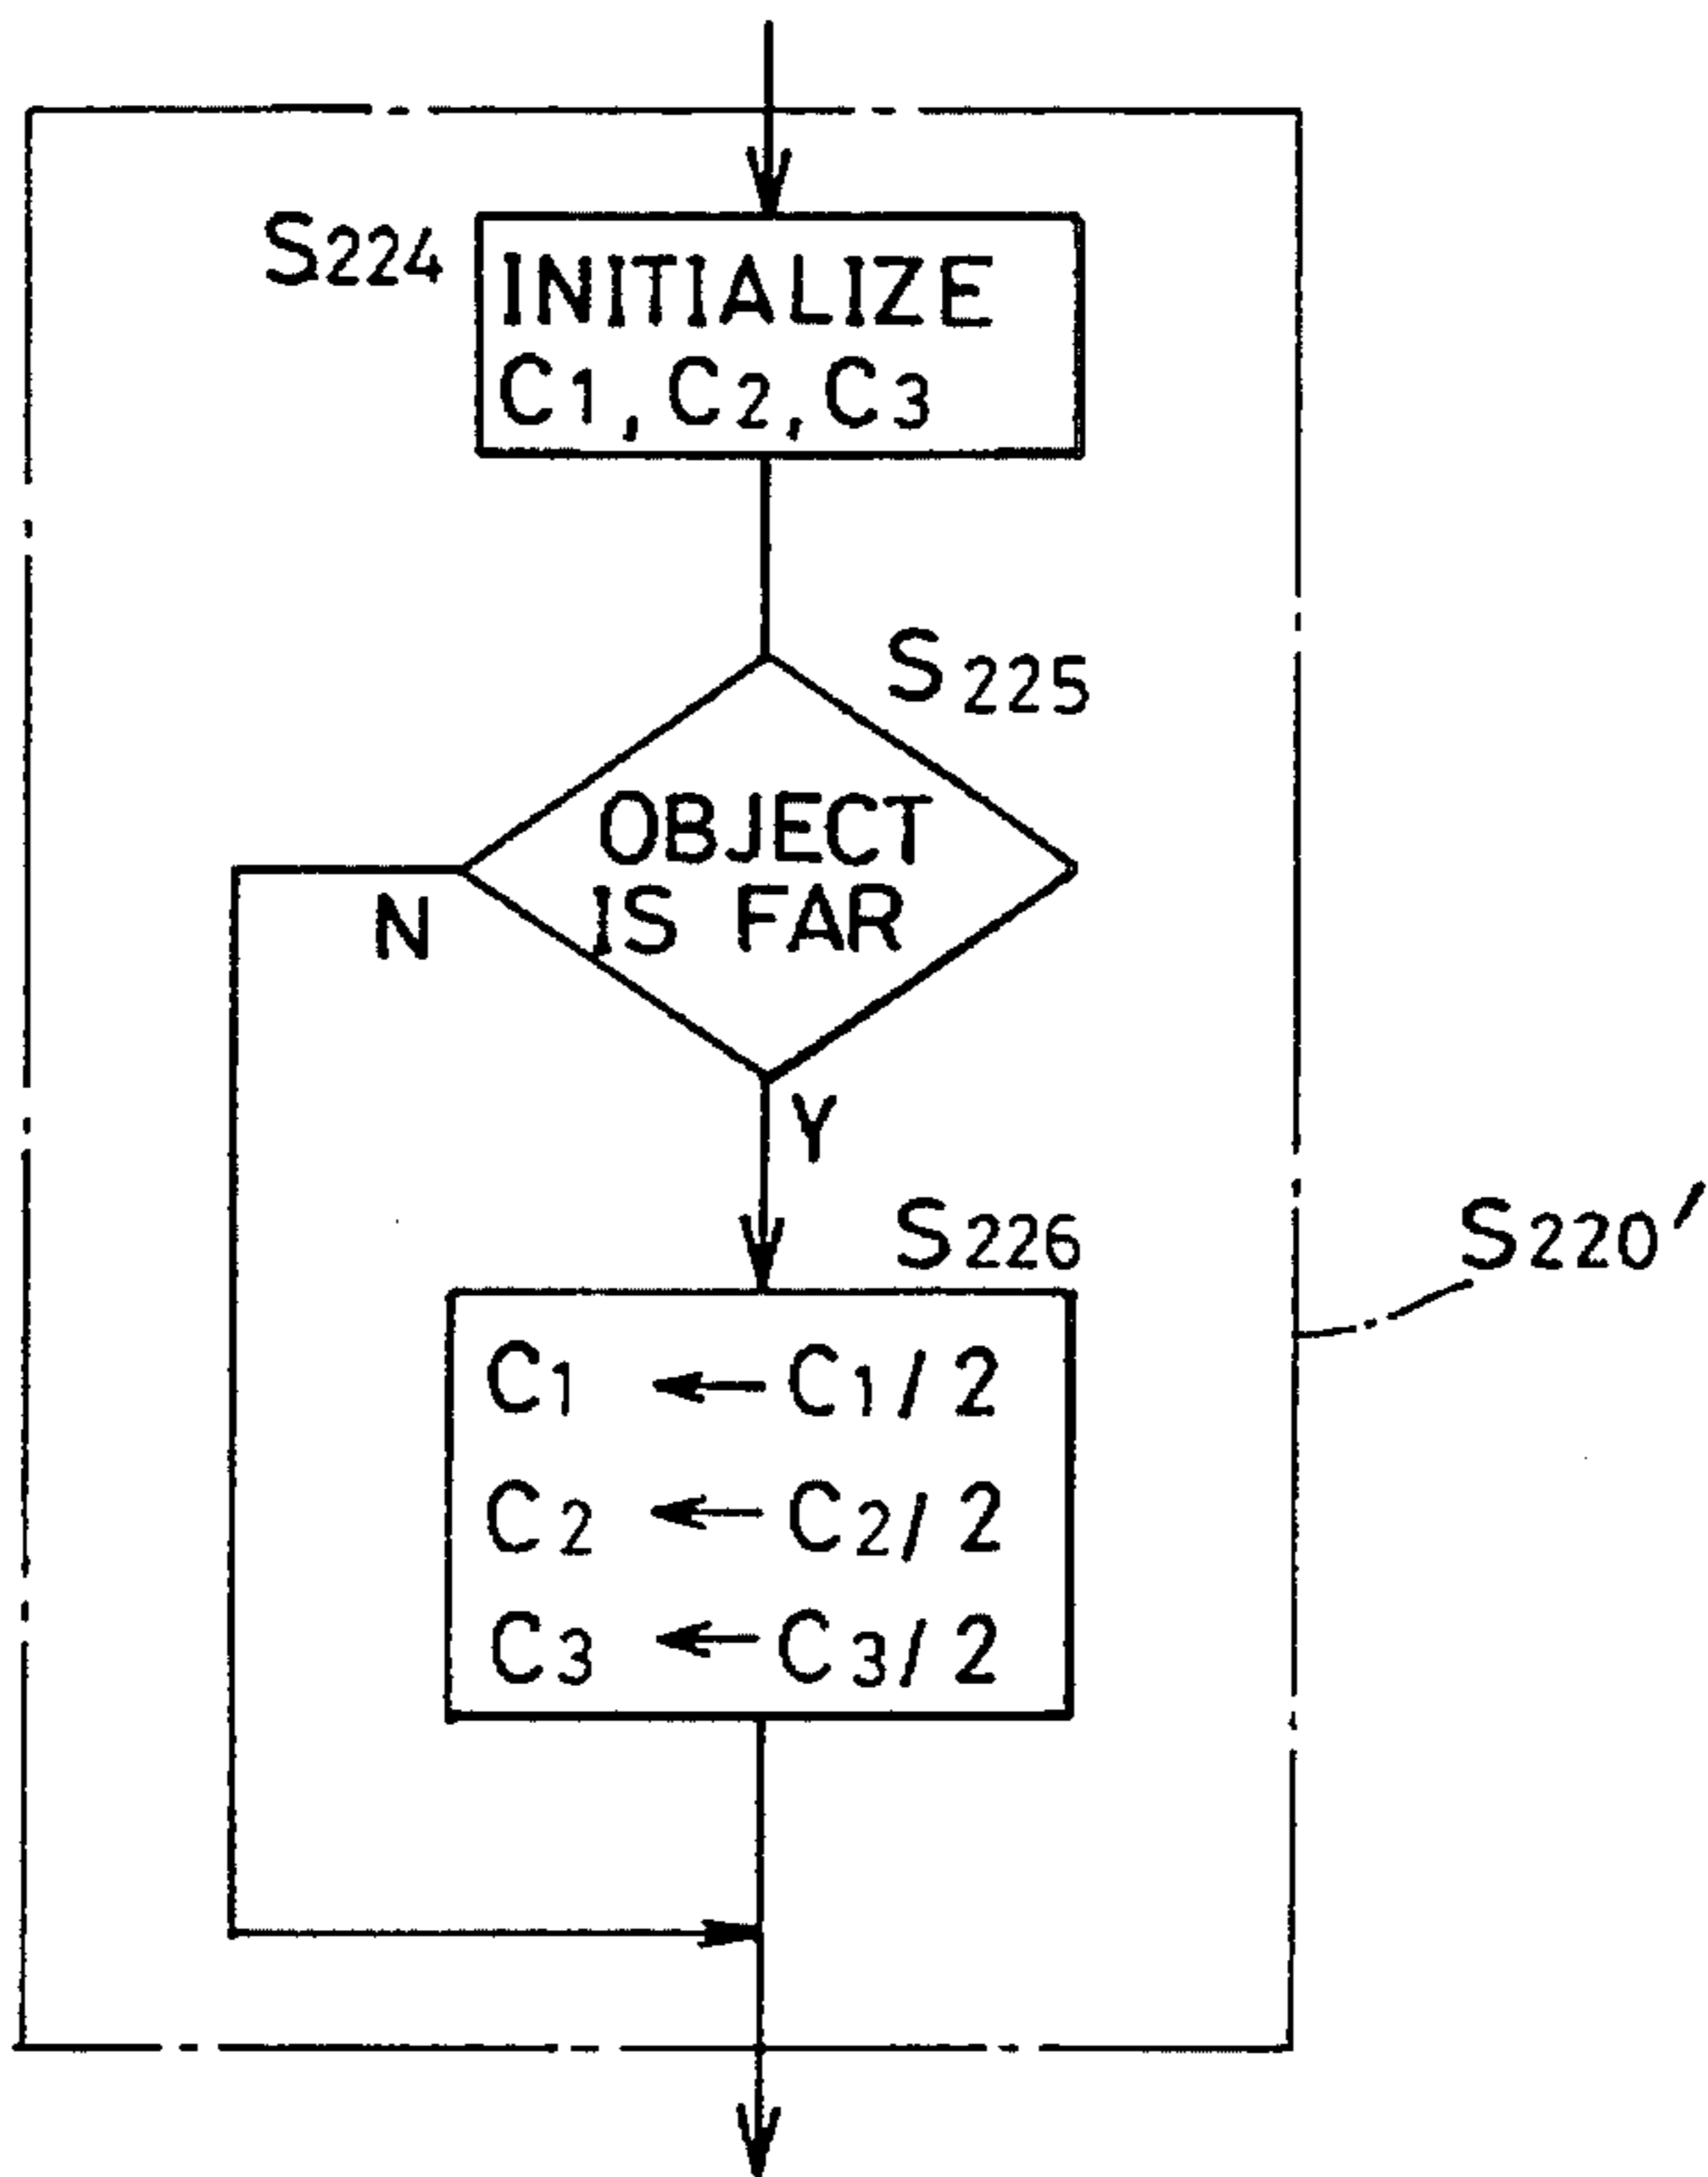 S224
INITIALIZE
C1, C2, C3
S225
OBJECT
IS FAR
N
Y
S226
S220'
C1 ← C1/2
C2 ← C2/2
C3 ← C3/2